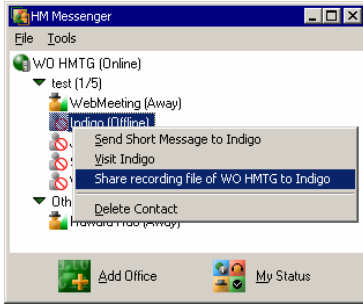 HM Messenger
File Tools
WO HMTG (Online)
test (1/5)
WebMeeting (Away)
Indigo (Offline)
Send Short Message to Indigo
Visit Indigo
Share recording file of WO HMTG to Indigo
Delete Contact
Oth
Add Office
My Status